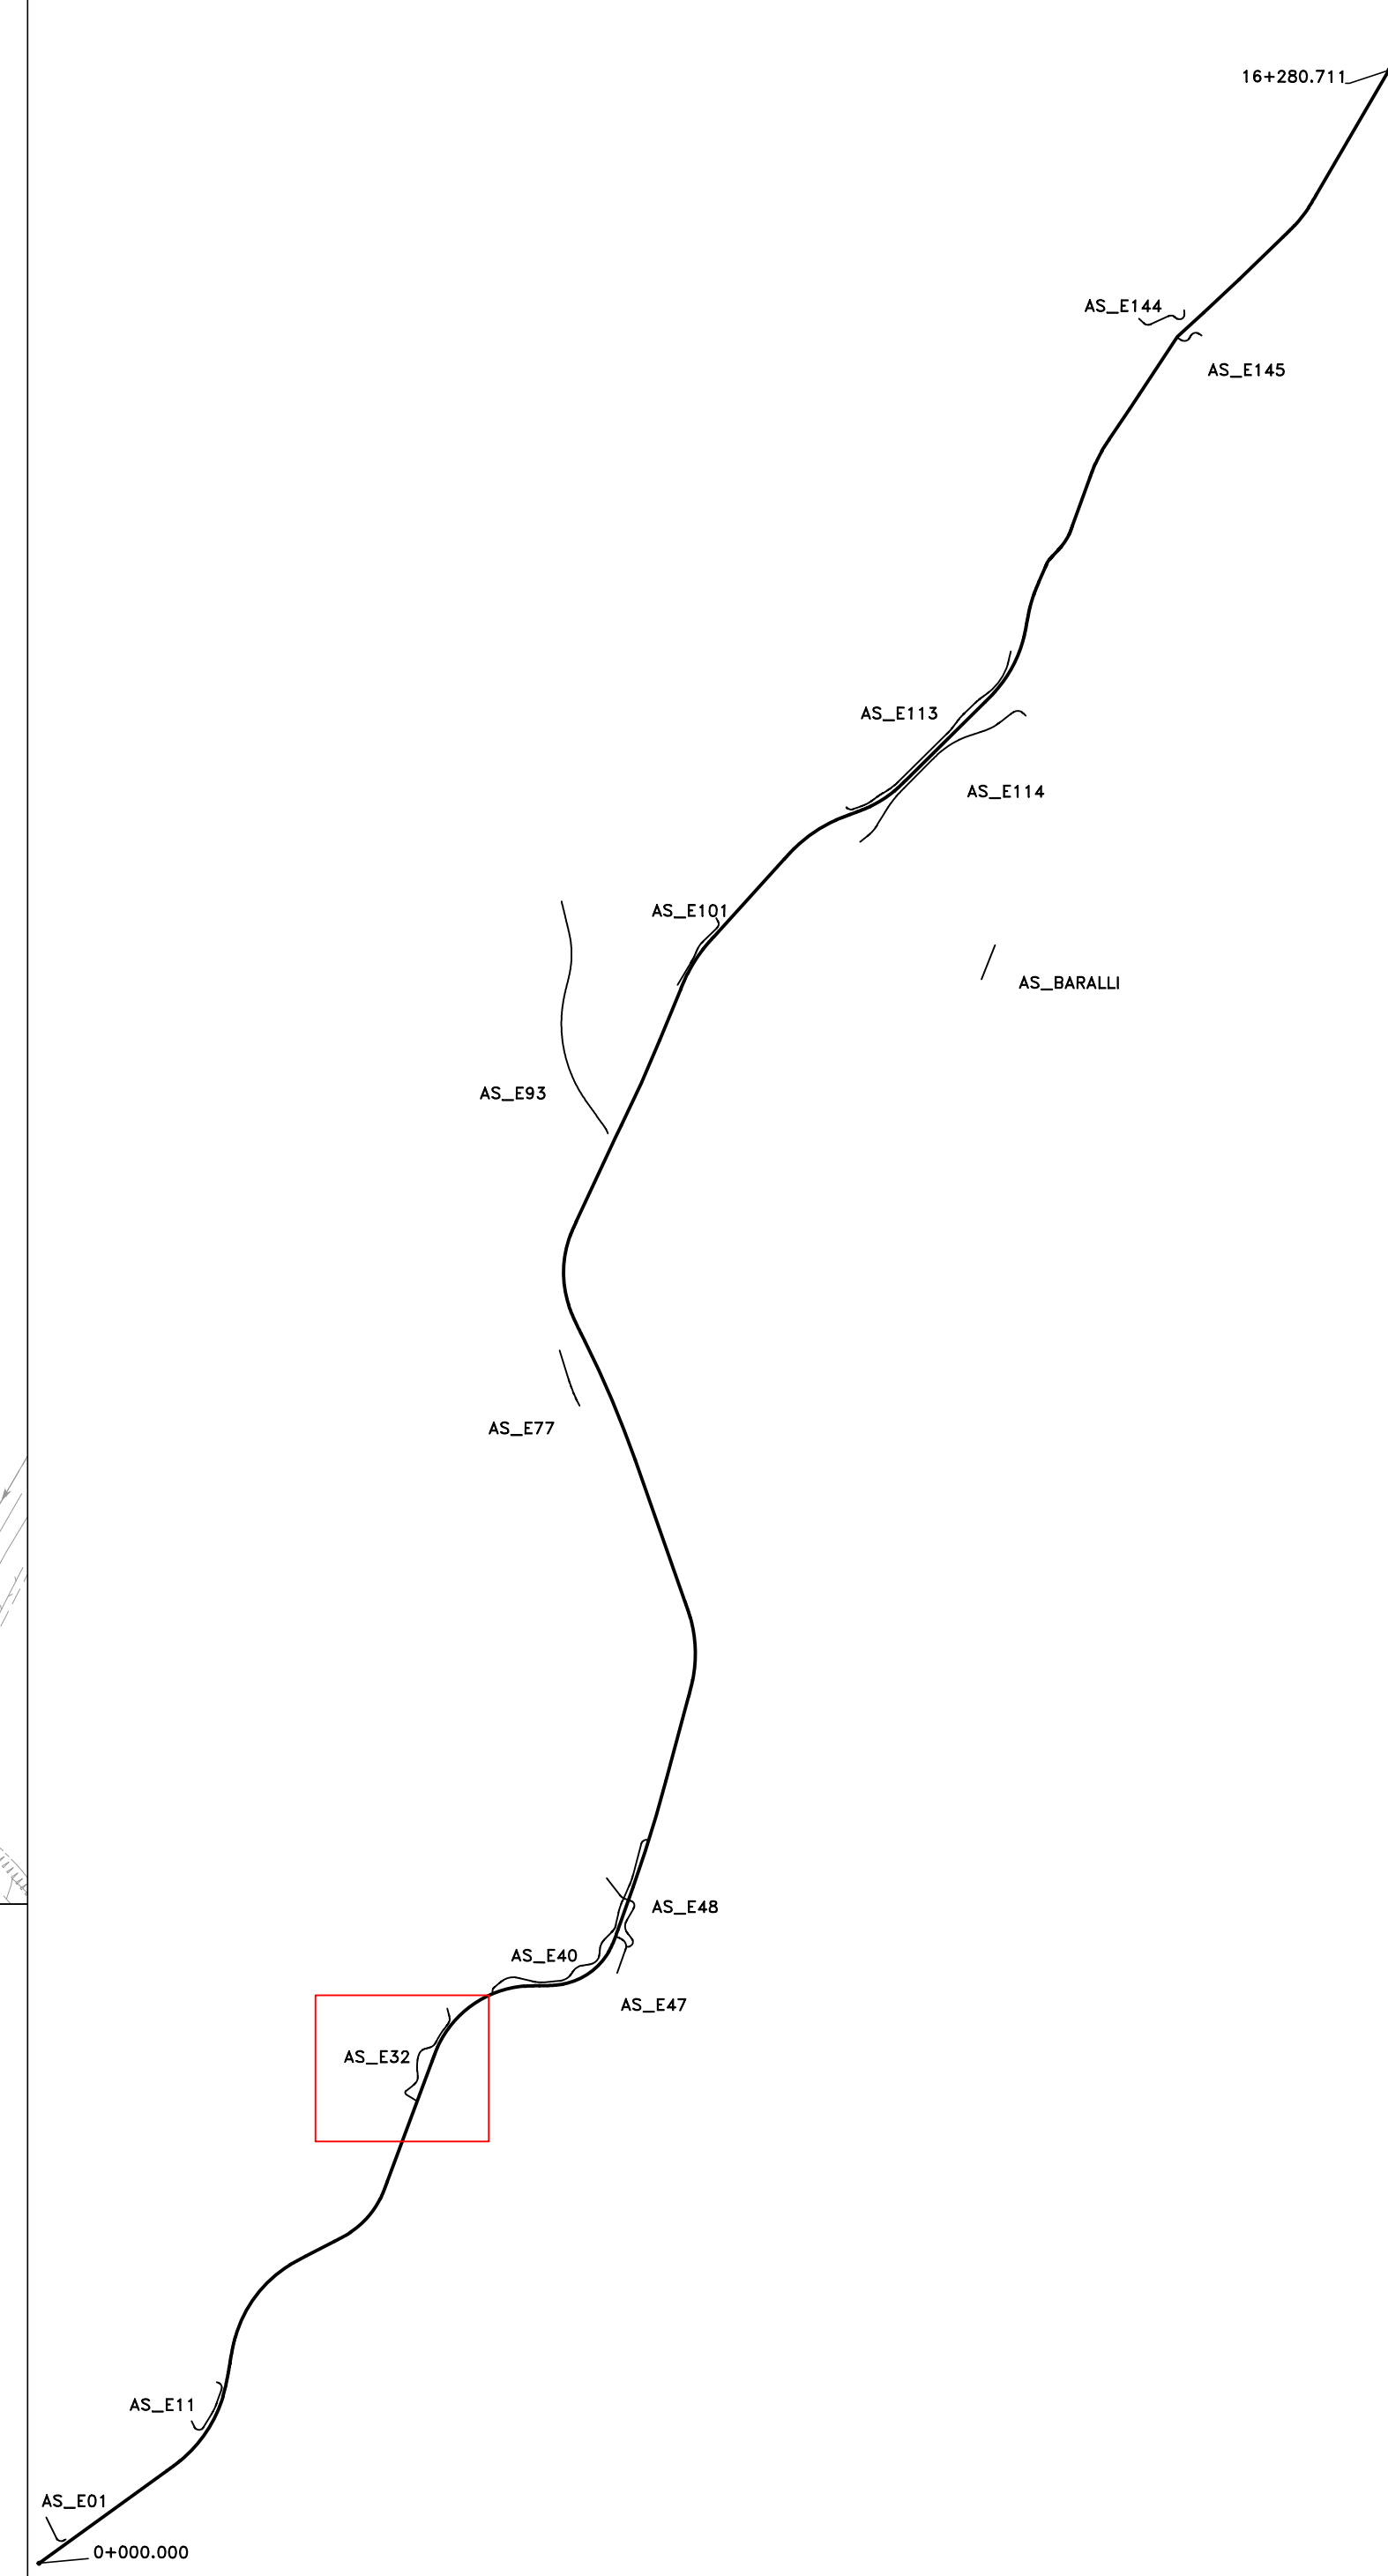 16+280.711
AS_E144
AS_E145
AS_E113
AS_E114
AS_E101
AS_BARALLI
AS_E93
AS_E77
AS_E48
AS_E40
AS_E47
AS_E32
AS_E11
AS_E01
0+000.000